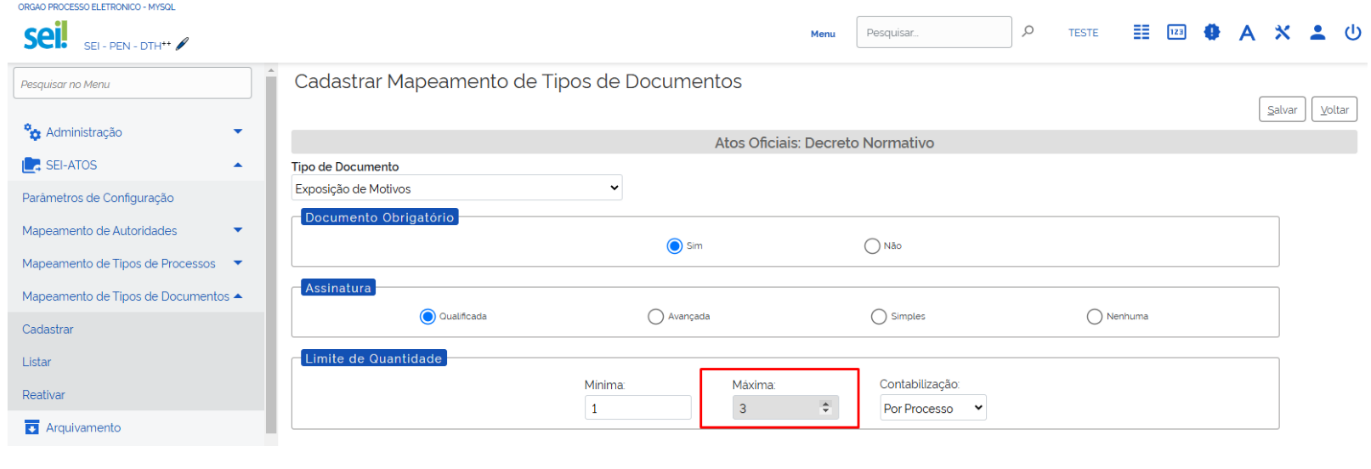 ORGAO PROCESSO ELETRONICO - MYSQL
sei!
SEI - PEN - DTH++
Menu
Pesquisar...
TESTE
123
A
Pesquisar no Menu
Administração
SEI-ATOS
Parâmetros de Configuração
Mapeamento de Autoridades
Mapeamento de Tipos de Processos
Mapeamento de Tipos de Documentos
Cadastrar
Listar
Reativar
Arquivamento
Cadastrar Mapeamento de Tipos de Documentos
Salvar Voltar
Atos Oficiais: Decreto Normativo
Tipo de Documento
Exposição de Motivos
Documento Obrigatório
Sim Não
Assinatura
Qualificada Avançada Simples Nenhuma
Limite de Quantidade
Mínima: Máxima: Contabilização:
1 3 Por Processo